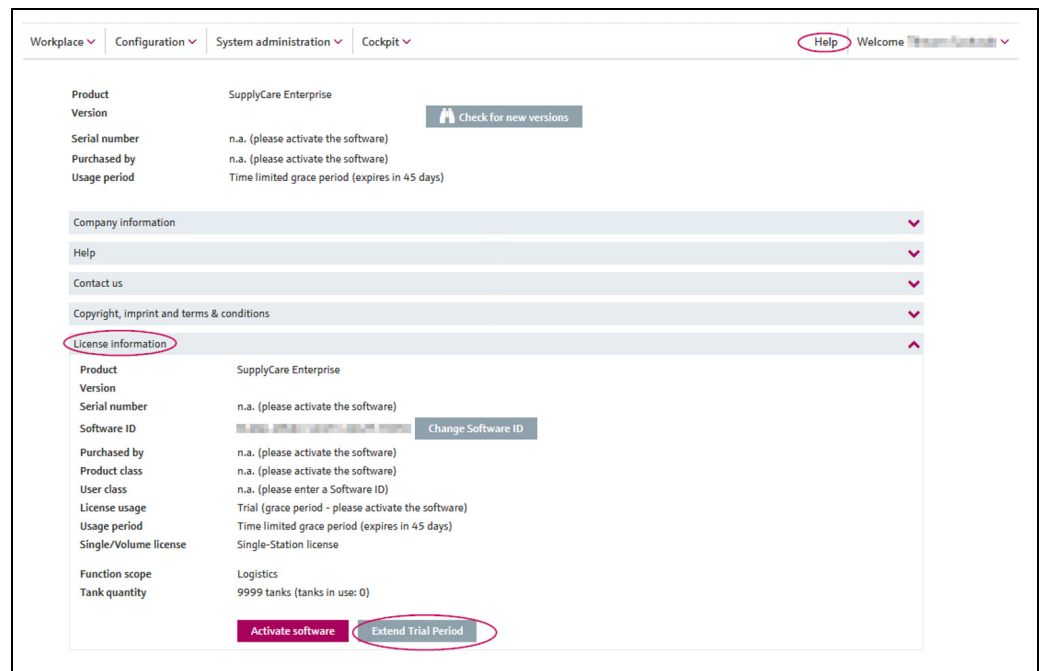 Workplace Configuration System administration Cockpit Help Welcome
Product SupplyCare Enterprise
Version Check for new versions
Serial number n.a. (please activate the software)
Purchased by n.a. (please activate the software)
Usage period Time limited grace period (expires in 45 days)
Company information
Help
Contact us
Copyright, imprint and terms & conditions
License information
Product SupplyCare Enterprise
Version
Serial number n.a. (please activate the software)
Software ID Change Software ID
Purchased by n.a. (please activate the software)
Product class n.a. (please activate the software)
User class n.a. (please enter a Software ID)
License usage Trial (grace period - please activate the software)
Usage period Time limited grace period (expires in 45 days)
Single/Volume license Single-Station license
Function scope Logistics
Tank quantity 9999 tanks (tanks in use: 0)
Activate software Extend Trial Period